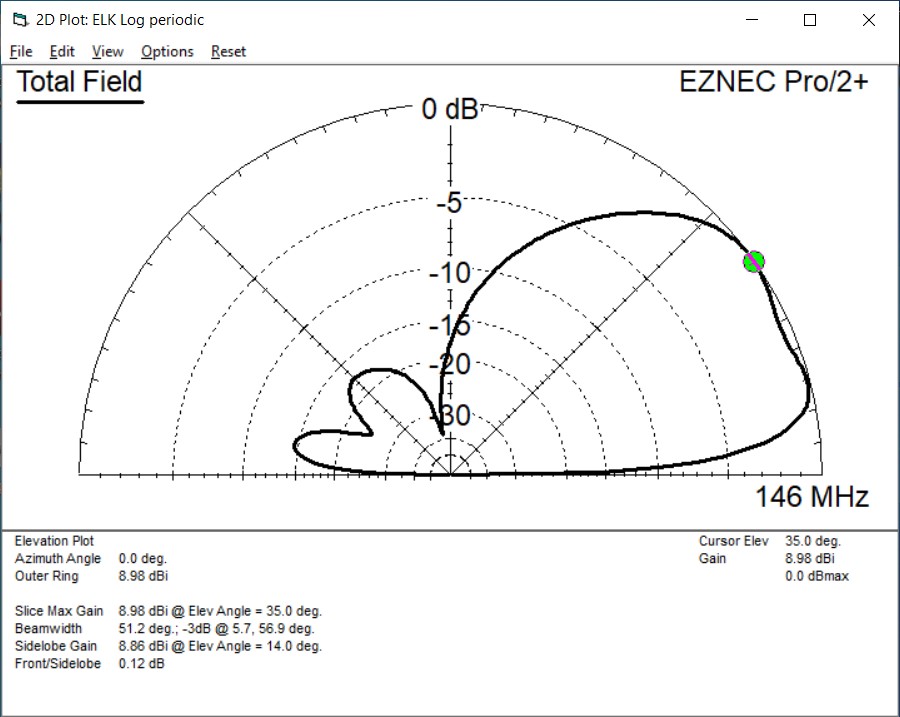 2D Plot: ELK Log periodic
File Edit View Options Reset
Total Field
EZNEC Pro/2+
0 dB
-5
-10
-15
-20
-30
146 MHz
Elevation Plot
Azimuth Angle 0.0 deg.
Outer Ring 8.98 dBi
Cursor Elev 35.0 deg.
Gain 8.98 dBi
0.0 dBmax
Slice Max Gain 8.98 dBi @ Elev Angle = 35.0 deg.
Beamwidth 51.2 deg.; -3dB @ 5.7, 56.9 deg.
Sidelobe Gain 8.86 dBi @ Elev Angle = 14.0 deg.
Front/Sidelobe 0.12 dB